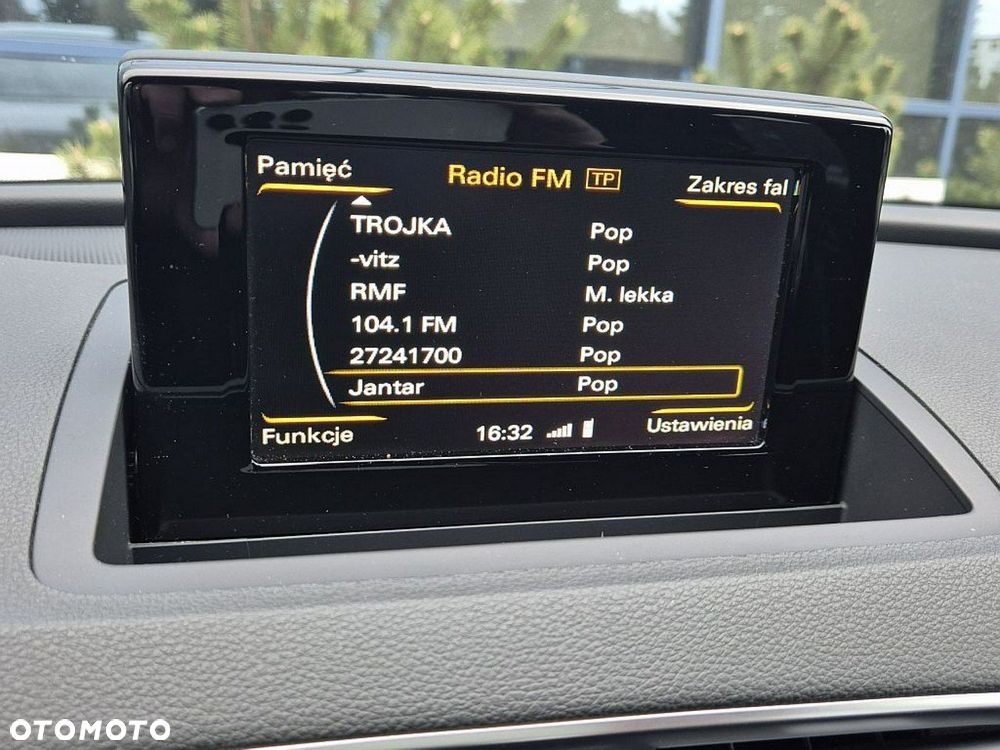 Pamięć
Radio FM TP
Zakres fal
TROJKA Pop
-vitz Pop
RMF M. lekka
104.1 FM Pop
27241700 Pop
Jantar Pop
Funkcje
16:32
Ustawienia
OTOMOTO